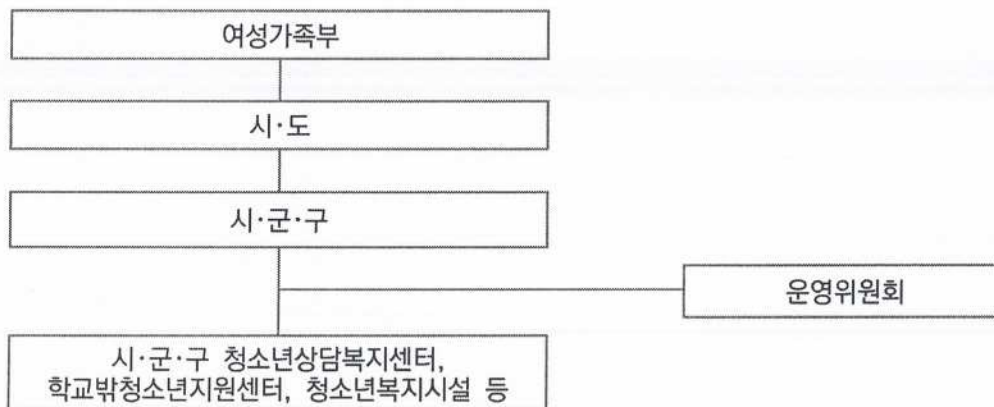 여성가족부
시·도
시·군·구
운영위원회
시·군·구 청소년상담복지센터,
학교밖청소년지원센터, 청소년복지시설 등